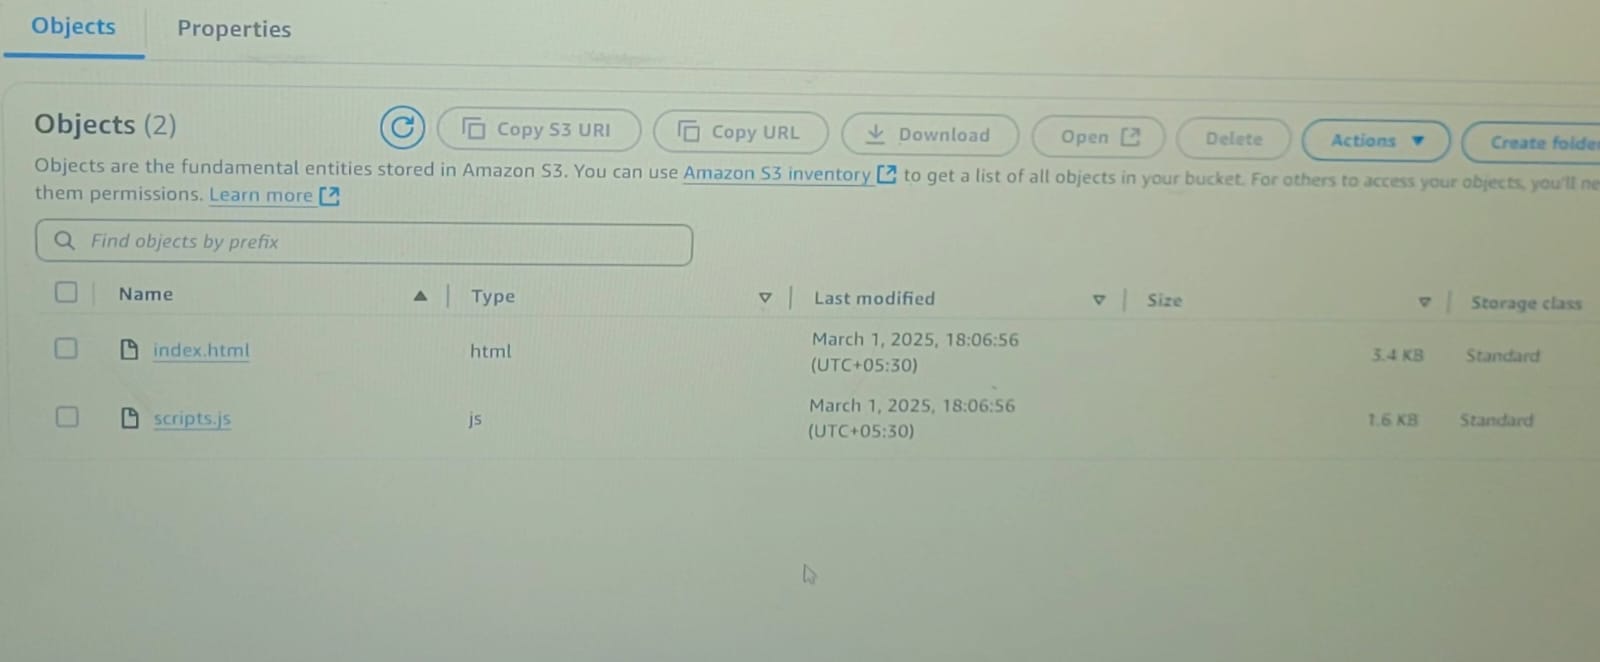 Objects Properties
Objects (2) Copy S3 URI Copy URL Download Open Delete Actions Create folder
Objects are the fundamental entities stored in Amazon S3. You can use Amazon S3 inventory to get a list of all objects in your bucket. For others to access your objects, you'll ne
them permissions. Learn more
Find objects by prefix
Name Type Last modified Size Storage class
index.html html March 1, 2025, 18:06:56 3.4 KB Standard
(UTC+05:30)
scripts.js js March 1, 2025, 18:06:56 1.6 KB Standard
(UTC+05:30)